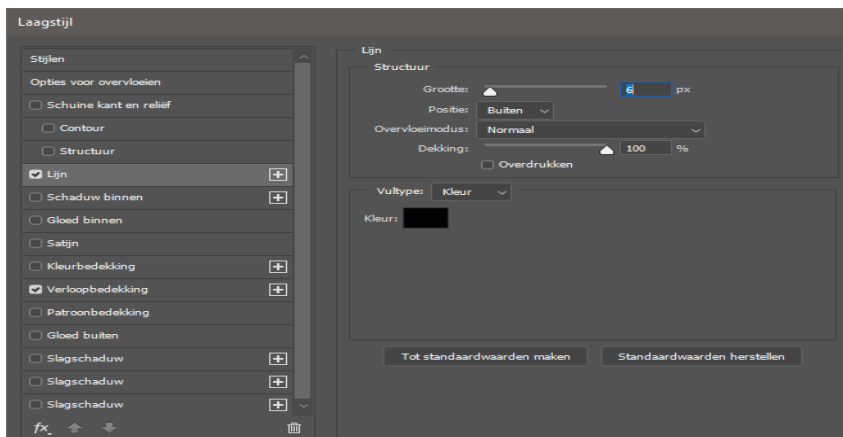 Laagstijl
Stijlen
Opties voor overvloeien
Schuine kant en reliëf
Contour
Structuur
Lijn
Schaduw binnen
Gloed binnen
Satijn
Kleurbedekking
Verloopbedekking
Patroonbedekking
Gloed buiten
Slagschaduw
Slagschaduw
Slagschaduw
fx
Lijn
Structuur
Grootte: 6 px
Positie: Buiten
Overvloeimodus: Normaal
Dekking: 100 %
Overdrukken
Vultype: Kleur
Kleur:
Tot standaardwaarden maken Standaardwaarden herstellen